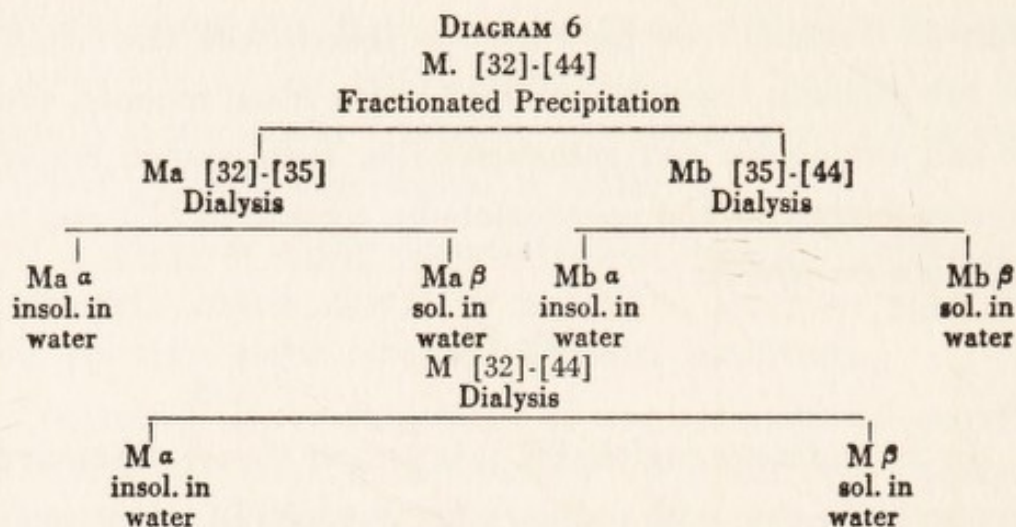 DIAGRAM 6
M. [32]-[44]
Fractionated Precipitation
Ma [32]-[35] Mb [35]-[44]
Dialysis Dialysis
Ma α Ma β Mb α Mb β
insol. in sol. in insol. in sol. in
water water water water
M [32]-[44]
Dialysis
M α M β
insol. in sol. in
water water